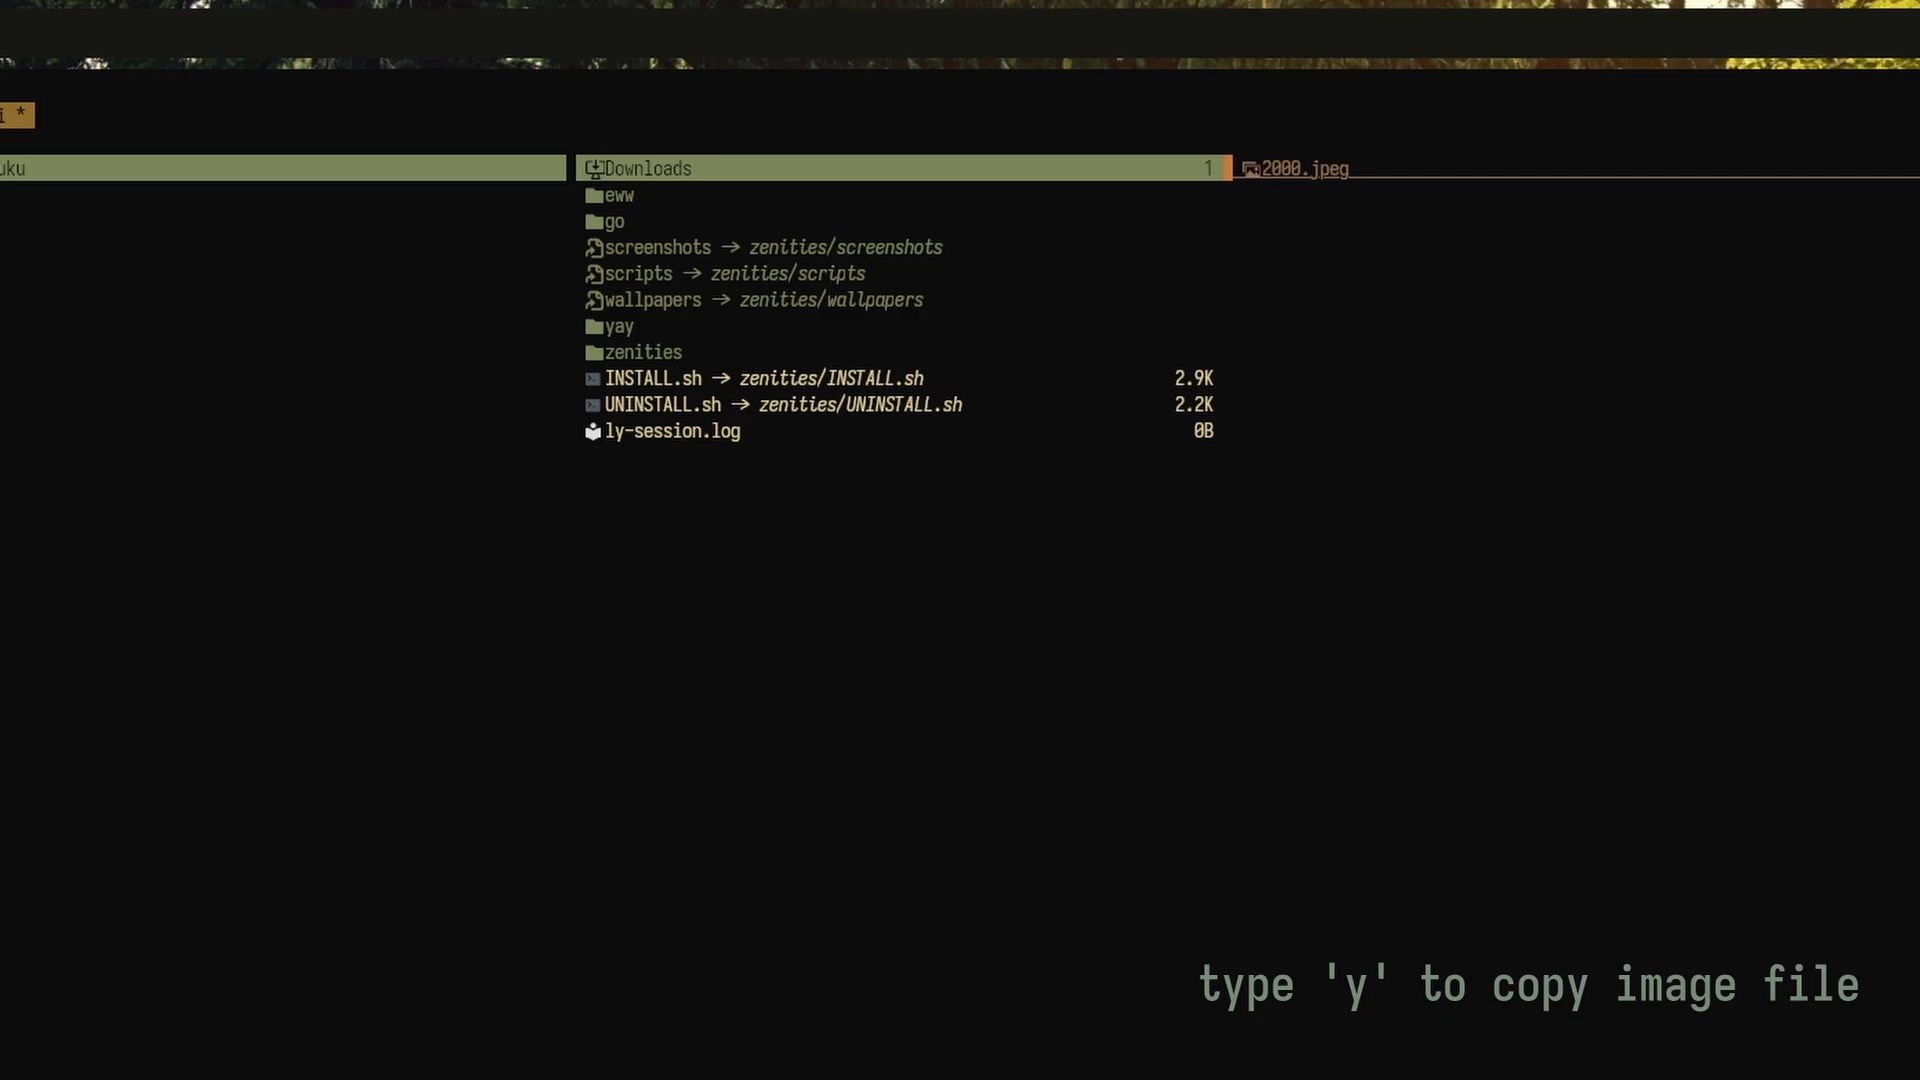 i *
uku
Downloads 1
2000.jpeg
eww
go
screenshots → zenities/screenshots
scripts → zenities/scripts
wallpapers → zenities/wallpapers
yay
zenities
INSTALL.sh → zenities/INSTALL.sh 2.9K
UNINSTALL.sh → zenities/UNINSTALL.sh 2.2K
ly-session.log 0B
type 'y' to copy image file